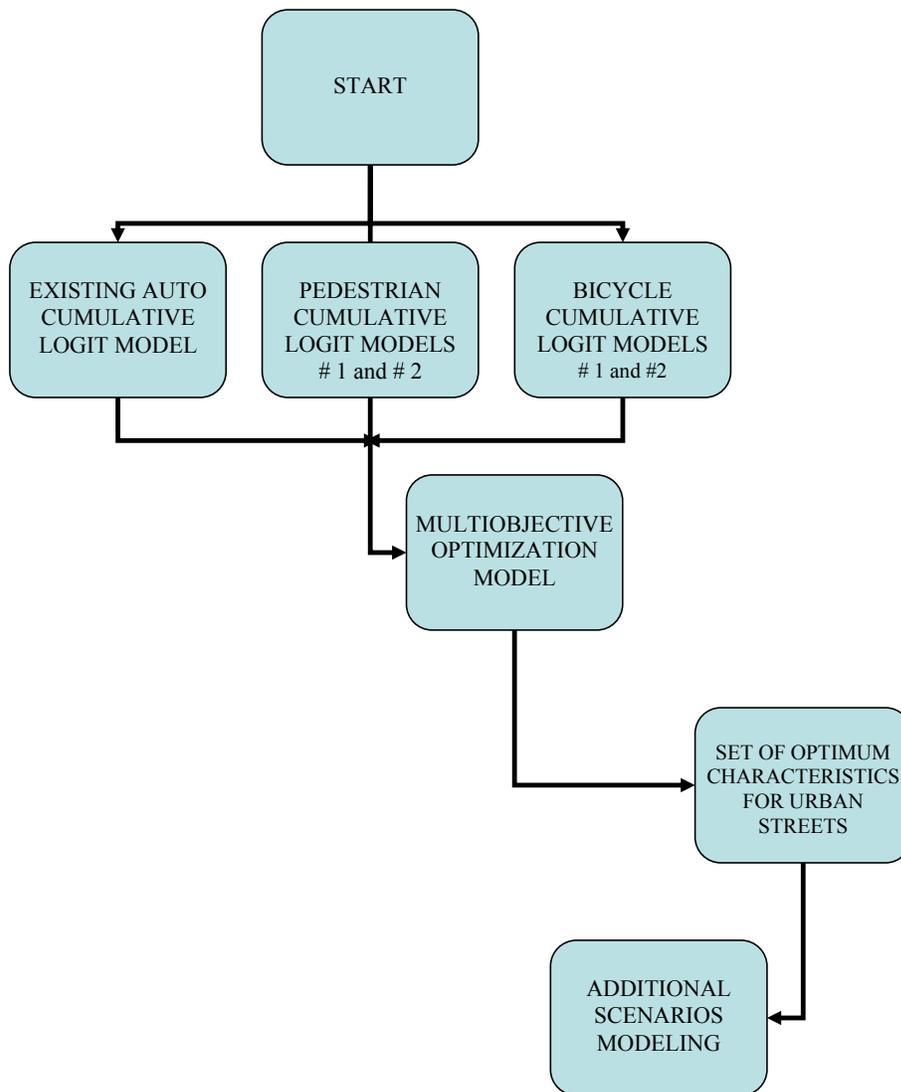 START
EXISTING AUTO
CUMULATIVE
LOGIT MODEL
PEDESTRIAN
CUMULATIVE
LOGIT MODELS
# 1 and # 2
BICYCLE
CUMULATIVE
LOGIT MODELS
# 1 and #2
MULTIOBJECTIVE
OPTIMIZATION
MODEL
SET OF OPTIMUM
CHARACTERISTICS
FOR URBAN
STREETS
ADDITIONAL
SCENARIOS
MODELING